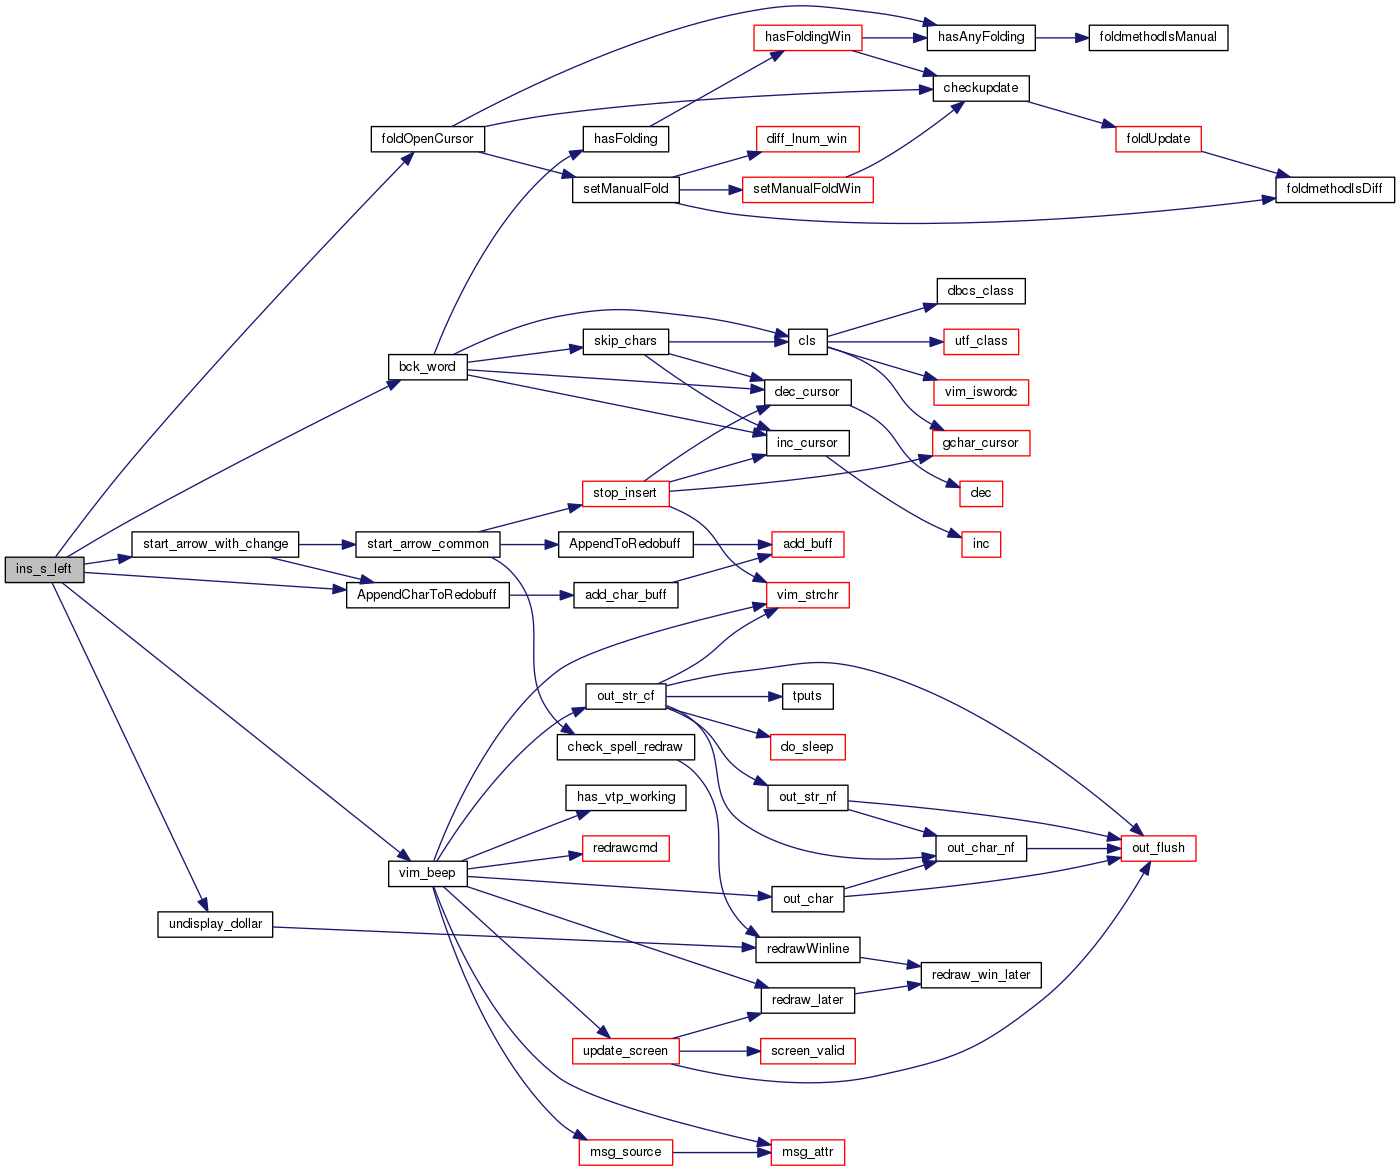 hasFoldingWin
hasAnyFolding
foldmethodIsManual
checkupdate
foldOpenCursor
hasFolding
diff_lnum_win
foldUpdate
setManualFold
setManualFoldWin
foldmethodIsDiff
dbcs_class
skip_chars
cls
utf_class
bck_word
dec_cursor
vim_iswordc
inc_cursor
gchar_cursor
stop_insert
dec
start_arrow_with_change
start_arrow_common
AppendToRedobuff
add_buff
inc
ins_s_left
AppendCharToRedobuff
add_char_buff
vim_strchr
out_str_cf
tputs
check_spell_redraw
do_sleep
has_vtp_working
out_str_nf
redrawcmd
out_char_nf
out_flush
vim_beep
out_char
undisplay_dollar
redrawWinline
redraw_win_later
redraw_later
update_screen
screen_valid
msg_source
msg_attr